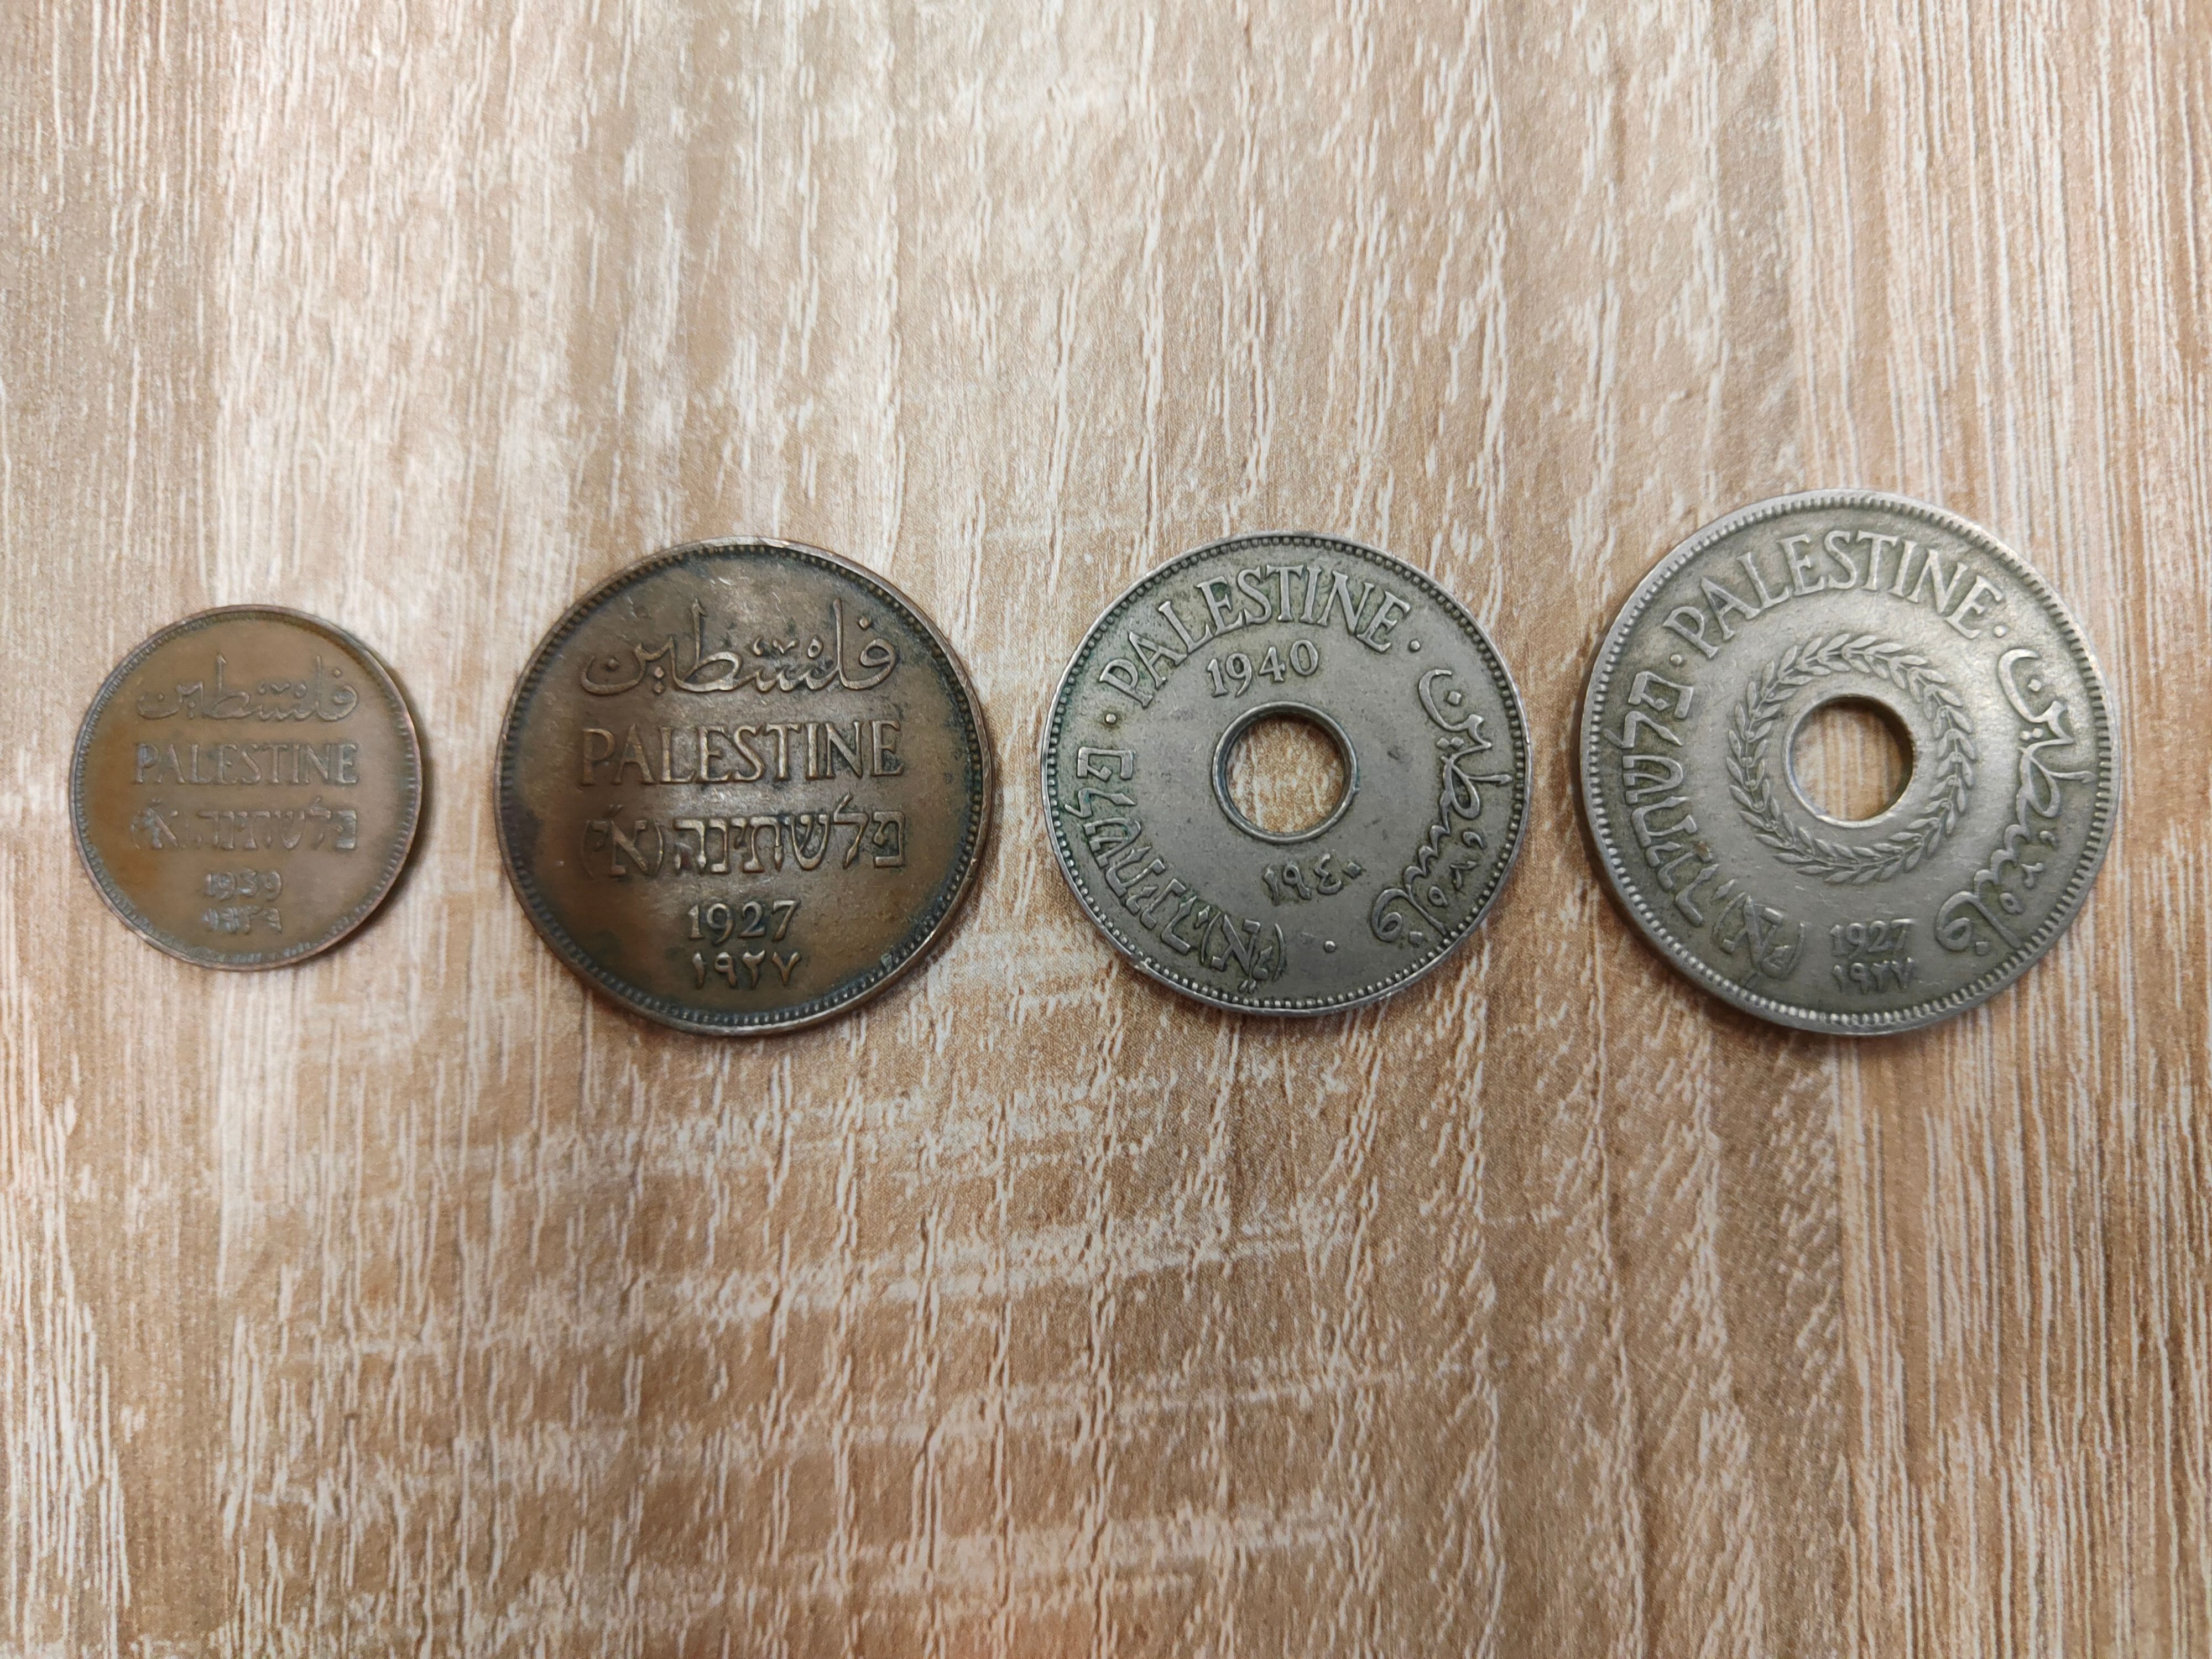 فلسطين
PALESTINE
פלשתינה (א״י)
1939
١٩٣٩
فلسطين
PALESTINE
פלשתינה (א״י)
1927
١٩٢٧
PALESTINE
1940
فلسطين
פלשתינה (א״י)
١٩٤٠
PALESTINE
فلسطين
פלשתינה (א״י)
1927
١٩٢٧